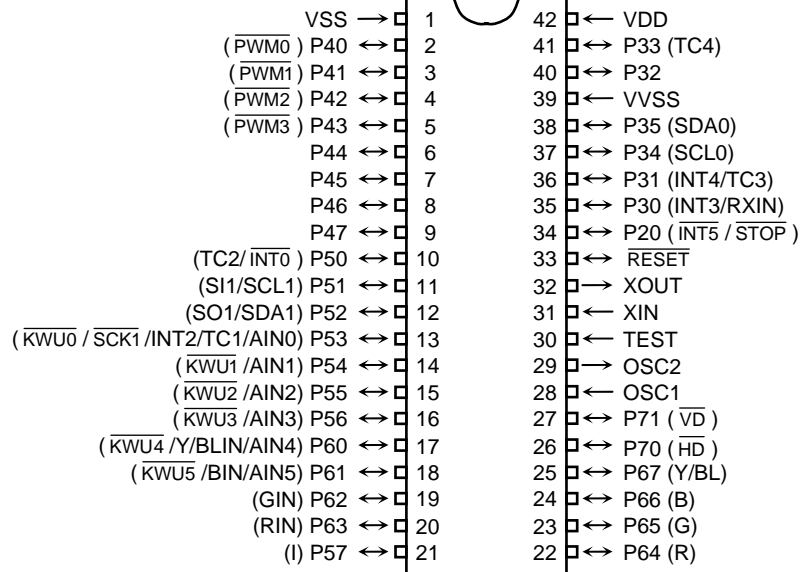 VSS 1 42 VDD
(PWM0) P40 2 41 P33 (TC4)
(PWM1) P41 3 40 P32
(PWM2) P42 4 39 VVSS
(PWM3) P43 5 38 P35 (SDA0)
P44 6 37 P34 (SCL0)
P45 7 36 P31 (INT4/TC3)
P46 8 35 P30 (INT3/RXIN)
P47 9 34 P20 (INT5 / STOP)
(TC2/INT0) P50 10 33 RESET
(SI1/SCL1) P51 11 32 XOUT
(SO1/SDA1) P52 12 31 XIN
(KWU0 / SCK1 /INT2/TC1/AIN0) P53 13 30 TEST
(KWU1 /AIN1) P54 14 29 OSC2
(KWU2 /AIN2) P55 15 28 OSC1
(KWU3 /AIN3) P56 16 27 P71 (VD)
(KWU4 /Y/BLIN/AIN4) P60 17 26 P70 (HD)
(KWU5 /BIN/AIN5) P61 18 25 P67 (Y/BL)
(GIN) P62 19 24 P66 (B)
(RIN) P63 20 23 P65 (G)
(I) P57 21 22 P64 (R)